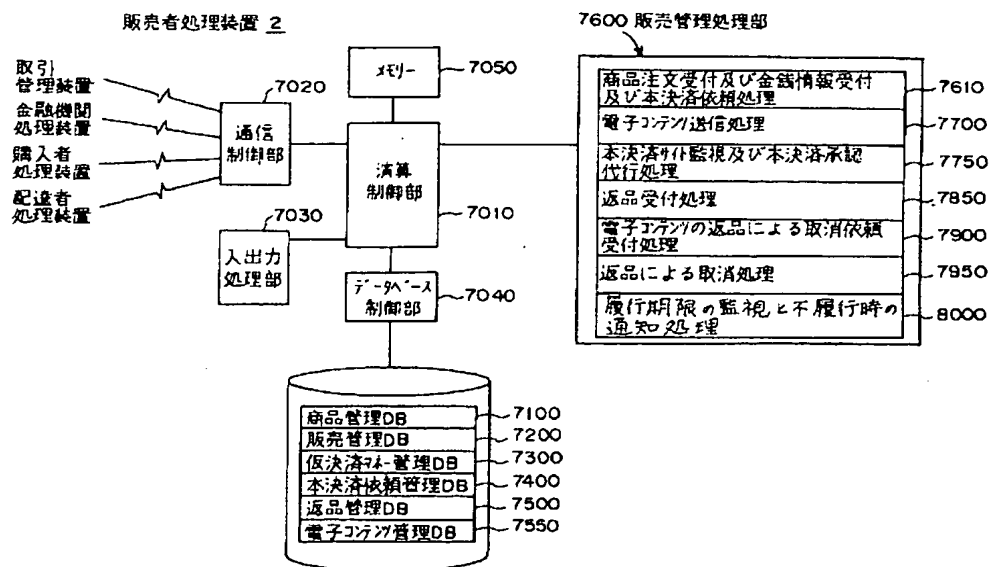 販売者処理装置 2
取引
管理装置
金融機関
処理装置
購入者
処理装置
配達者
処理装置
7020
通信
制御部
メモリー
7050
演算
制御部
7010
7030
入出力
処理部
データベース
制御部
7040
商品管理DB
7100
販売管理DB
7200
仮決済マネー管理DB
7300
本決済依頼管理DB
7400
返品管理DB
7500
電子コンテンツ管理DB
7550
7600 販売管理処理部
商品注文受付及び金銭情報受付
及び本決済依頼処理
7610
電子コンテンツ送信処理
7700
本決済サイト監視及び本決済承認
代行処理
7750
返品受付処理
7850
電子コンテンツの返品による取消依頼
受付処理
7900
返品による取消処理
7950
履行期限の監視と不履行時の
通知処理
8000